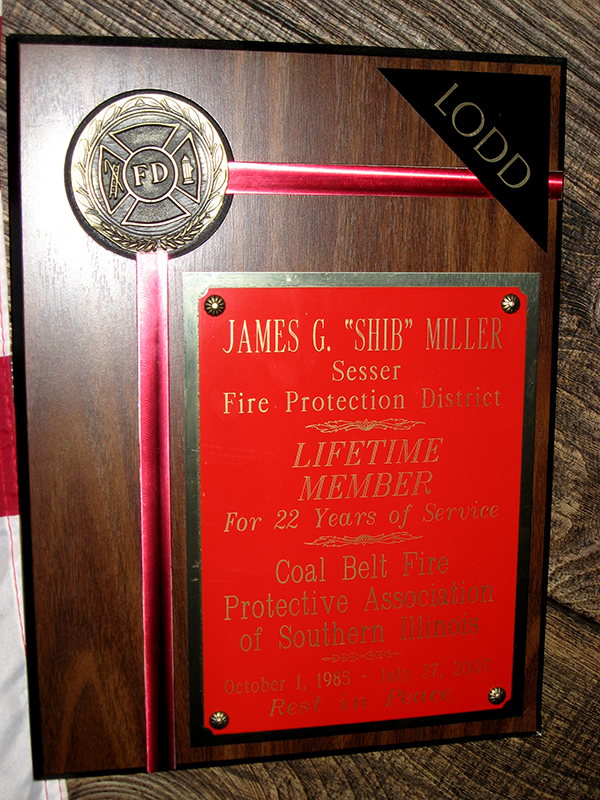 LODD
FD
JAMES G. "SHIB" MILLER
Sesser
Fire Protection District
LIFETIME
MEMBER
For 22 Years of Service
Coal Belt Fire
Protective Association
of Southern Illinois
October 1, 1985 - July 27, 2007
Rest in Peace